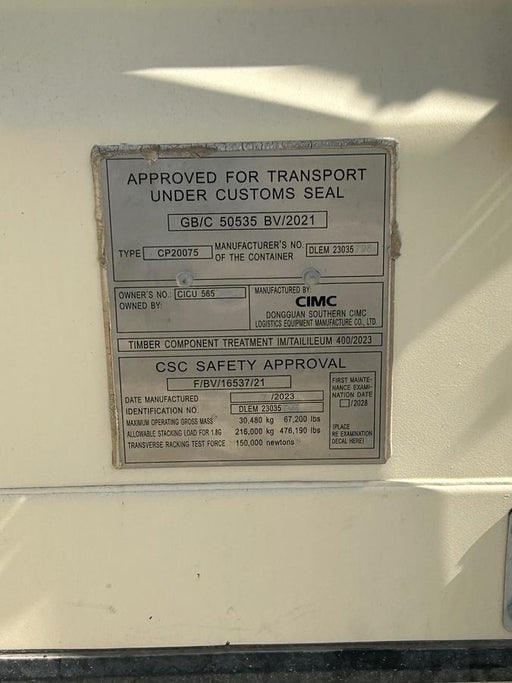 APPROVED FOR TRANSPORT
UNDER CUSTOMS SEAL
GB/C 50535 BV/2021
TYPE CP20075 MANUFACTURER'S NO. OF THE CONTAINER DLEM 23035
OWNER'S NO.: CICU 565
OWNED BY:
MANUFACTURED BY:
CIMC
DONGGUAN SOUTHERN CIMC
LOGISTICS EQUIPMENT MANUFACTURE CO., LTD.
TIMBER COMPONENT TREATMENT IM/TAILILEUM 400/2023
CSC SAFETY APPROVAL
F/BV/16537/21
DATE MANUFACTURED /2023
IDENTIFICATION NO. DLEM 23035
MAXIMUM OPERATING GROSS MASS 30,480 kg 67,200 lbs
ALLOWABLE STACKING LOAD FOR 1.8G 216,000 kg 476,190 lbs
TRANSVERSE RACKING TEST FORCE 150,000 newtons
FIRST MAINTE-
NANCE EXAMI-
NATION DATE
/2028
(PLACE
RE EXAMINATION
DECAL HERE)